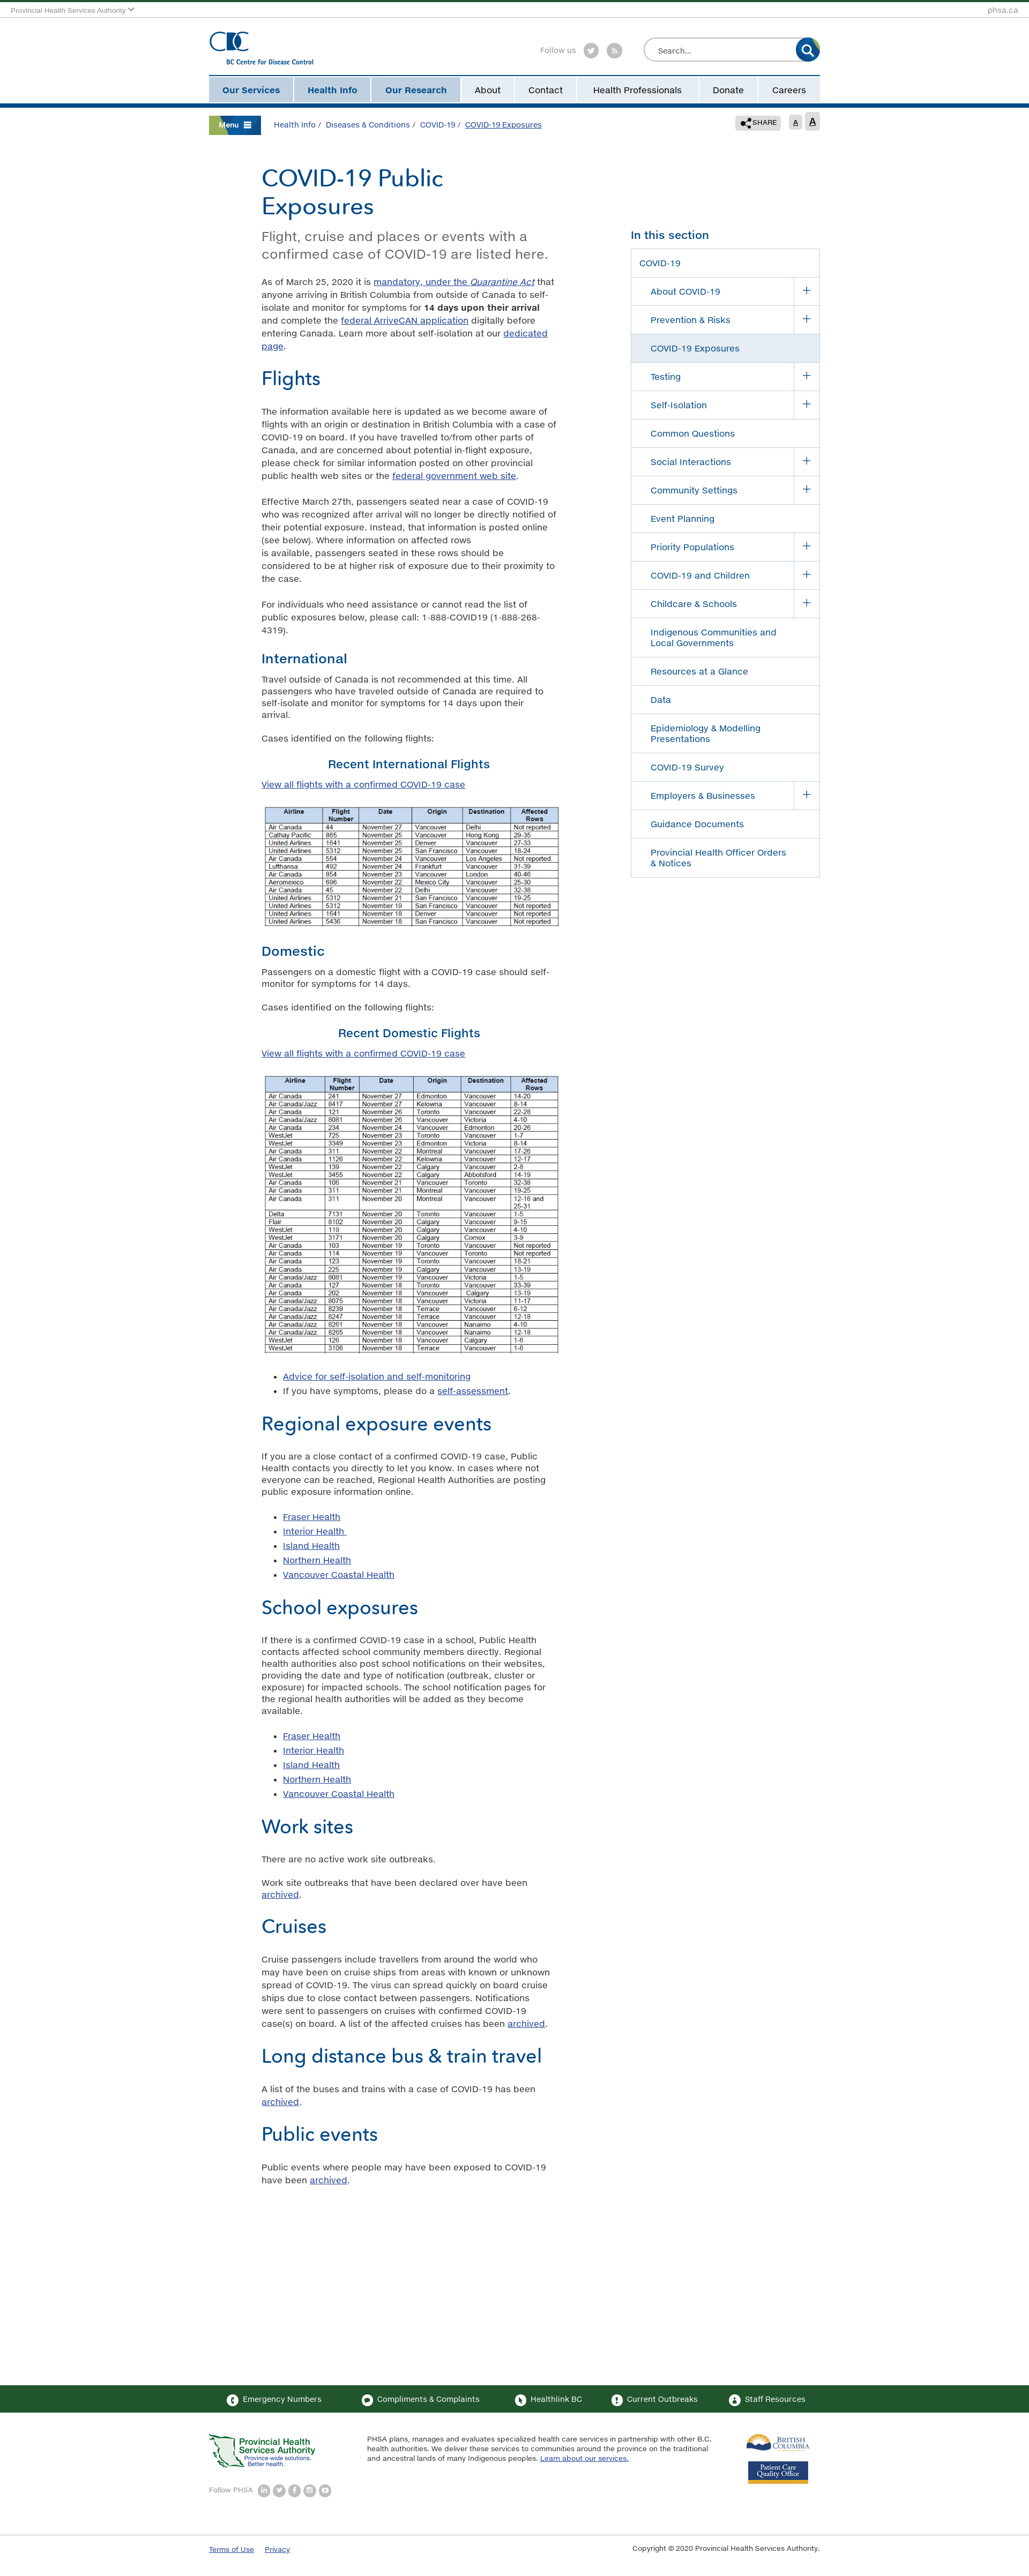 Provincial Health Services Authority
phsa.ca
BC Centre for Disease Control
Follow us
Search...
Our Services Health Info Our Research About Contact Health Professionals Donate Careers
Menu
Health Info / Diseases & Conditions / COVID-19 / COVID-19 Exposures
SHARE A A
COVID-19 Public
Exposures
Flight, cruise and places or events with a
confirmed case of COVID-19 are listed here.
As of March 25, 2020 it is mandatory, under the Quarantine Act that
anyone arriving in British Columbia from outside of Canada to self-
isolate and monitor for symptoms for 14 days upon their arrival
and complete the federal ArriveCAN application digitally before
entering Canada. Learn more about self-isolation at our dedicated
page.
Flights
The information available here is updated as we become aware of
flights with an origin or destination in British Columbia with a case of
COVID-19 on board. If you have travelled to/from other parts of
Canada, and are concerned about potential in-flight exposure,
please check for similar information posted on other provincial
public health web sites or the federal government web site.
Effective March 27th, passengers seated near a case of COVID-19
who was recognized after arrival will no longer be directly notified of
their potential exposure. Instead, that information is posted online
(see below). Where information on affected rows
is available, passengers seated in these rows should be
considered to be at higher risk of exposure due to their proximity to
the case.
For individuals who need assistance or cannot read the list of
public exposures below, please call: 1-888-COVID19 (1-888-268-
4319).
International
Travel outside of Canada is not recommended at this time. All
passengers who have traveled outside of Canada are required to
self-isolate and monitor for symptoms for 14 days upon their
arrival.
Cases identified on the following flights:
Recent International Flights
View all flights with a confirmed COVID-19 case
Airline Flight Number Date Origin Destination Affected Rows
Air Canada 44 November 27 Vancouver Delhi Not reported
Cathay Pacific 865 November 25 Vancouver Hong Kong 29-35
United Airlines 1641 November 25 Denver Vancouver 27-33
United Airlines 5312 November 25 San Francisco Vancouver 18-24
Air Canada 554 November 24 Vancouver Los Angeles Not reported
Lufthansa 492 November 24 Frankfurt Vancouver 31-39
Air Canada 854 November 23 Vancouver London 40-46
Aeromexico 696 November 22 Mexico City Vancouver 25-30
Air Canada 45 November 22 Delhi Vancouver 32-38
United Airlines 5312 November 21 San Francisco Vancouver 19-25
United Airlines 5312 November 19 San Francisco Vancouver Not reported
United Airlines 1641 November 18 Denver Vancouver Not reported
United Airlines 5436 November 18 San Francisco Vancouver Not reported
Domestic
Passengers on a domestic flight with a COVID-19 case should self-
monitor for symptoms for 14 days.
Cases identified on the following flights:
Recent Domestic Flights
View all flights with a confirmed COVID-19 case
Airline Flight Number Date Origin Destination Affected Rows
Air Canada 241 November 27 Edmonton Vancouver 14-20
Air Canada/Jazz 8417 November 27 Kelowna Vancouver 8-14
Air Canada 121 November 26 Toronto Vancouver 22-28
Air Canada/Jazz 8081 November 26 Vancouver Victoria 4-10
Air Canada 234 November 24 Vancouver Edmonton 20-26
WestJet 725 November 23 Toronto Vancouver 1-7
WestJet 3349 November 23 Edmonton Victoria 8-14
Air Canada 311 November 22 Montreal Vancouver 17-26
Air Canada 1126 November 22 Kelowna Vancouver 12-17
WestJet 139 November 22 Calgary Vancouver 2-8
WestJet 3455 November 22 Calgary Abbotsford 14-19
Air Canada 106 November 21 Vancouver Toronto 32-38
Air Canada 311 November 21 Montreal Vancouver 19-25
Air Canada 311 November 20 Montreal Vancouver 12-16 and 25-31
Delta 7131 November 20 Toronto Vancouver 1-5
Flair 8102 November 20 Calgary Vancouver 9-15
WestJet 119 November 20 Calgary Vancouver 4-10
WestJet 3171 November 20 Calgary Comox 3-9
Air Canada 103 November 19 Toronto Vancouver Not reported
Air Canada 114 November 19 Vancouver Toronto Not reported
Air Canada 123 November 19 Toronto Vancouver 18-21
Air Canada 225 November 19 Calgary Vancouver 13-19
Air Canada/Jazz 8081 November 19 Vancouver Victoria 1-5
Air Canada 127 November 18 Toronto Vancouver 33-39
Air Canada 202 November 18 Vancouver Calgary 13-19
Air Canada/Jazz 8075 November 18 Vancouver Victoria 11-17
Air Canada/Jazz 8239 November 18 Terrace Vancouver 6-12
Air Canada/Jazz 8247 November 18 Terrace Vancouver 12-18
Air Canada/Jazz 8261 November 18 Vancouver Nanaimo 4-10
Air Canada/Jazz 8265 November 18 Vancouver Nanaimo 12-18
WestJet 126 November 18 Vancouver Calgary 1-6
WestJet 3106 November 18 Terrace Vancouver 1-6
Advice for self-isolation and self-monitoring
If you have symptoms, please do a self-assessment.
Regional exposure events
If you are a close contact of a confirmed COVID-19 case, Public
Health contacts you directly to let you know. In cases where not
everyone can be reached, Regional Health Authorities are posting
public exposure information online.
Fraser Health
Interior Health
Island Health
Northern Health
Vancouver Coastal Health
School exposures
If there is a confirmed COVID-19 case in a school, Public Health
contacts affected school community members directly. Regional
health authorities also post school notifications on their websites,
providing the date and type of notification (outbreak, cluster or
exposure) for impacted schools. The school notification pages for
the regional health authorities will be added as they become
available.
Fraser Health
Interior Health
Island Health
Northern Health
Vancouver Coastal Health
Work sites
There are no active work site outbreaks.
Work site outbreaks that have been declared over have been
archived.
Cruises
Cruise passengers include travellers from around the world who
may have been on cruise ships from areas with known or unknown
spread of COVID-19. The virus can spread quickly on board cruise
ships due to close contact between passengers. Notifications
were sent to passengers on cruises with confirmed COVID-19
case(s) on board. A list of the affected cruises has been archived.
Long distance bus & train travel
A list of the buses and trains with a case of COVID-19 has been
archived.
Public events
Public events where people may have been exposed to COVID-19
have been archived.
In this section
COVID-19
About COVID-19
Prevention & Risks
COVID-19 Exposures
Testing
Self-Isolation
Common Questions
Social Interactions
Community Settings
Event Planning
Priority Populations
COVID-19 and Children
Childcare & Schools
Indigenous Communities and
Local Governments
Resources at a Glance
Data
Epidemiology & Modelling
Presentations
COVID-19 Survey
Employers & Businesses
Guidance Documents
Provincial Health Officer Orders
& Notices
Emergency Numbers Compliments & Complaints Healthlink BC Current Outbreaks Staff Resources
Provincial Health
Services Authority
Province-wide solutions.
Better health.
PHSA plans, manages and evaluates specialized health care services in partnership with other B.C.
health authorities. We deliver these services to communities around the province on the traditional
and ancestral lands of many Indigenous peoples. Learn about our services.
BRITISH
COLUMBIA
Patient Care
Quality Office
Follow PHSA
Terms of Use Privacy
Copyright © 2020 Provincial Health Services Authority.